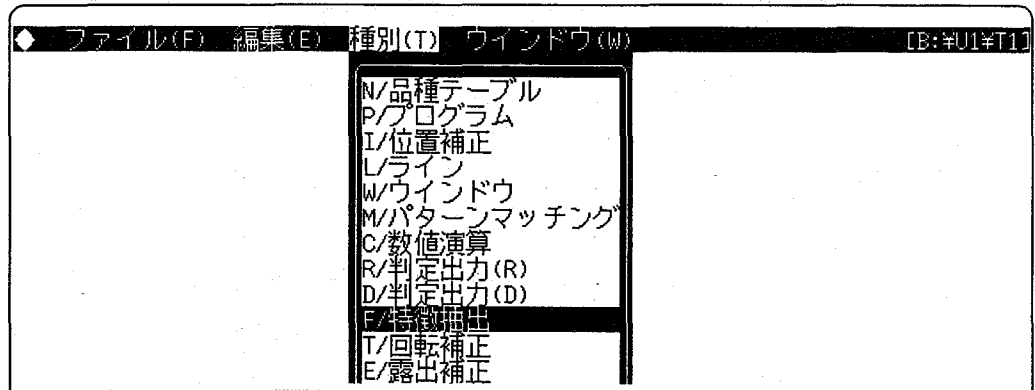 ファイル(F) 編集(E) 種別(T) ウインドウ(W) [B:¥U1¥T1]
N/品種テーブル
P/プログラム
I/位置補正
L/ライン
W/ウインドウ
M/パターンマッチング
C/数値演算
R/判定出力(R)
D/判定出力(D)
F/特徴抽出
T/回転補正
E/露出補正